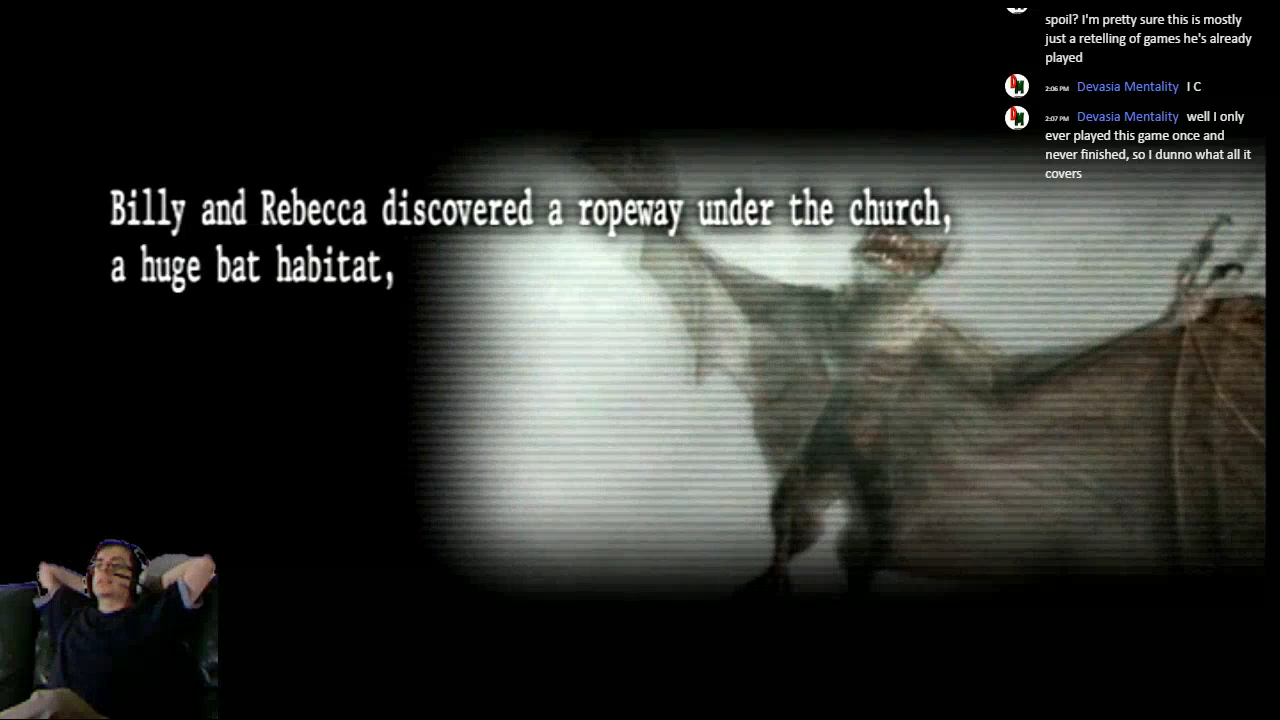 spoil? I'm pretty sure this is mostly
just a retelling of games he's already
played
DM 2:06 PM Devasia Mentality I C
DM 2:07 PM Devasia Mentality well I only
ever played this game once and
never finished, so I dunno what all it
covers
Billy and Rebecca discovered a ropeway under the church,
a huge bat habitat,